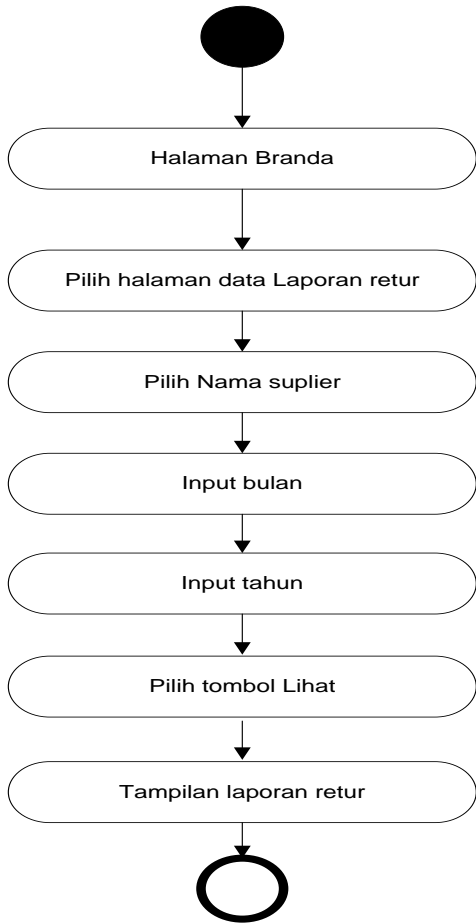 Halaman Branda
Pilih halaman data Laporan retur
Pilih Nama suplier
Input bulan
Input tahun
Pilih tombol Lihat
Tampilan laporan retur